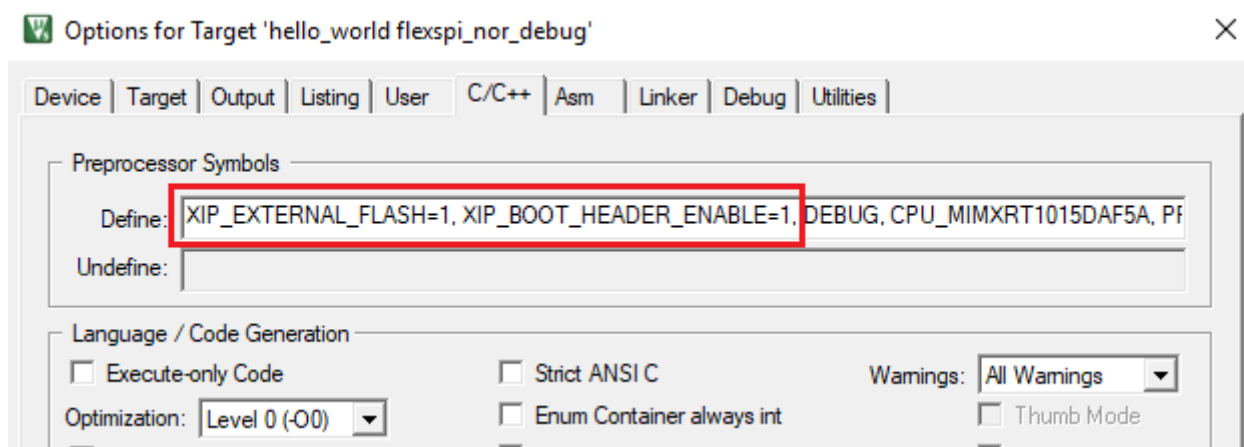 Options for Target 'hello_world flexspi_nor_debug'
Device Target Output Listing User C/C++ Asm Linker Debug Utilities
Preprocessor Symbols
Define: XIP_EXTERNAL_FLASH=1, XIP_BOOT_HEADER_ENABLE=1, DEBUG, CPU_MIMXRT1015DAF5A,
Undefine:
Language / Code Generation
Execute-only Code Strict ANSI C Warnings: All Warnings
Optimization: Level 0 (-O0) Enum Container always int Thumb Mode